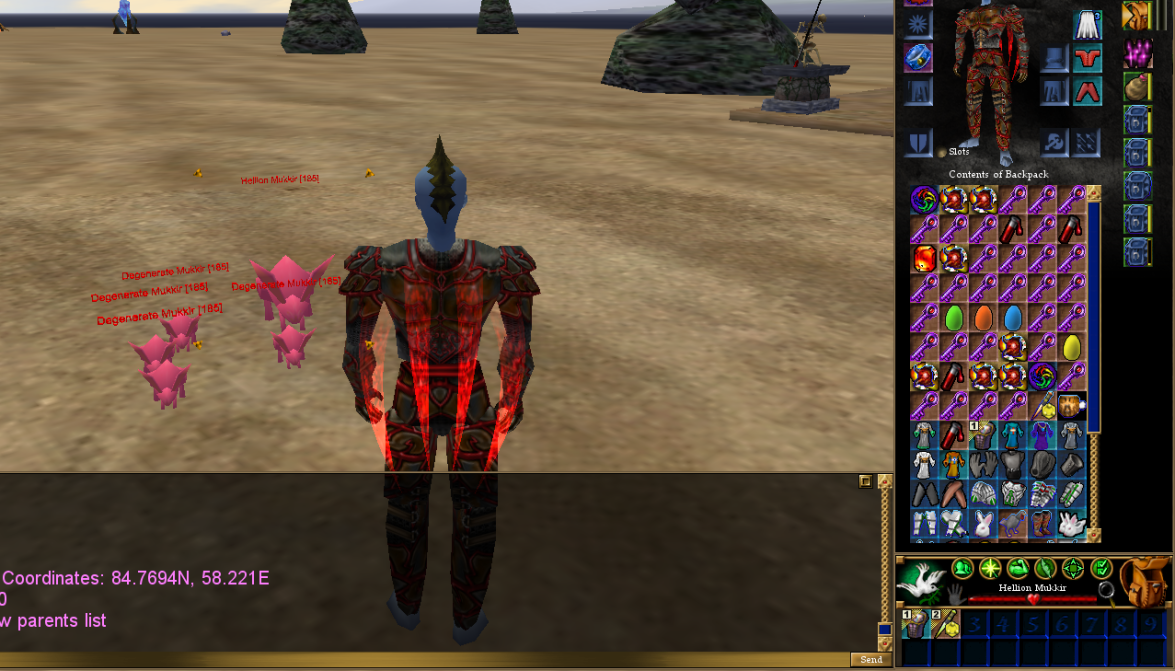 Slots
Contents of Backpack
Hellion Mukkir [185]
Degenerate Mukkir [185]
Degenerate Mukkir [185]
Degenerate Mukkir [185]
Degenerate Mukkir [185]
1
Coordinates: 84.7694N, 58.221E
0
w parents list
Hellion Mukkir
1 2 3 4 5 6 7 8 9
Send